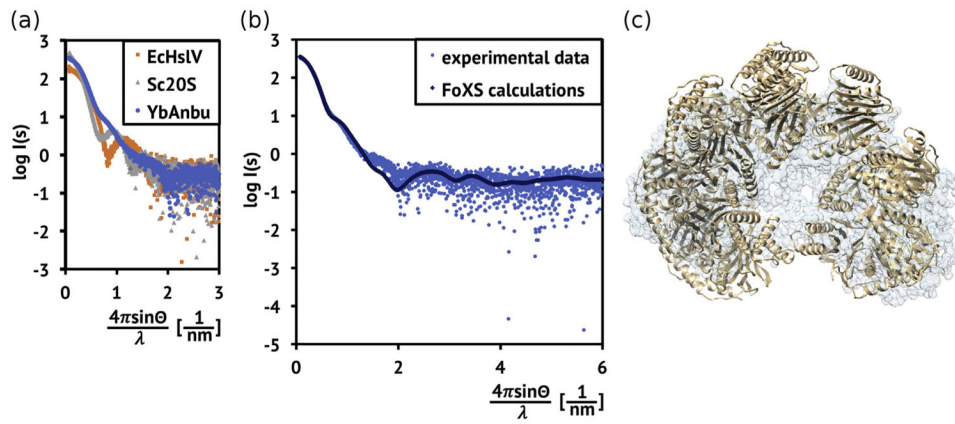 (a)
3
2
1
0
-1
-2
-3
log I(s)
EcHslV
Sc20S
YbAnbu
0 1 2 3
4πsinΘ
λ
[1/nm]
(b)
3
2
1
0
-1
-2
-3
-4
-5
log I(s)
experimental data
FoXS calculations
0 2 4 6
4πsinΘ
λ
[1/nm]
(c)